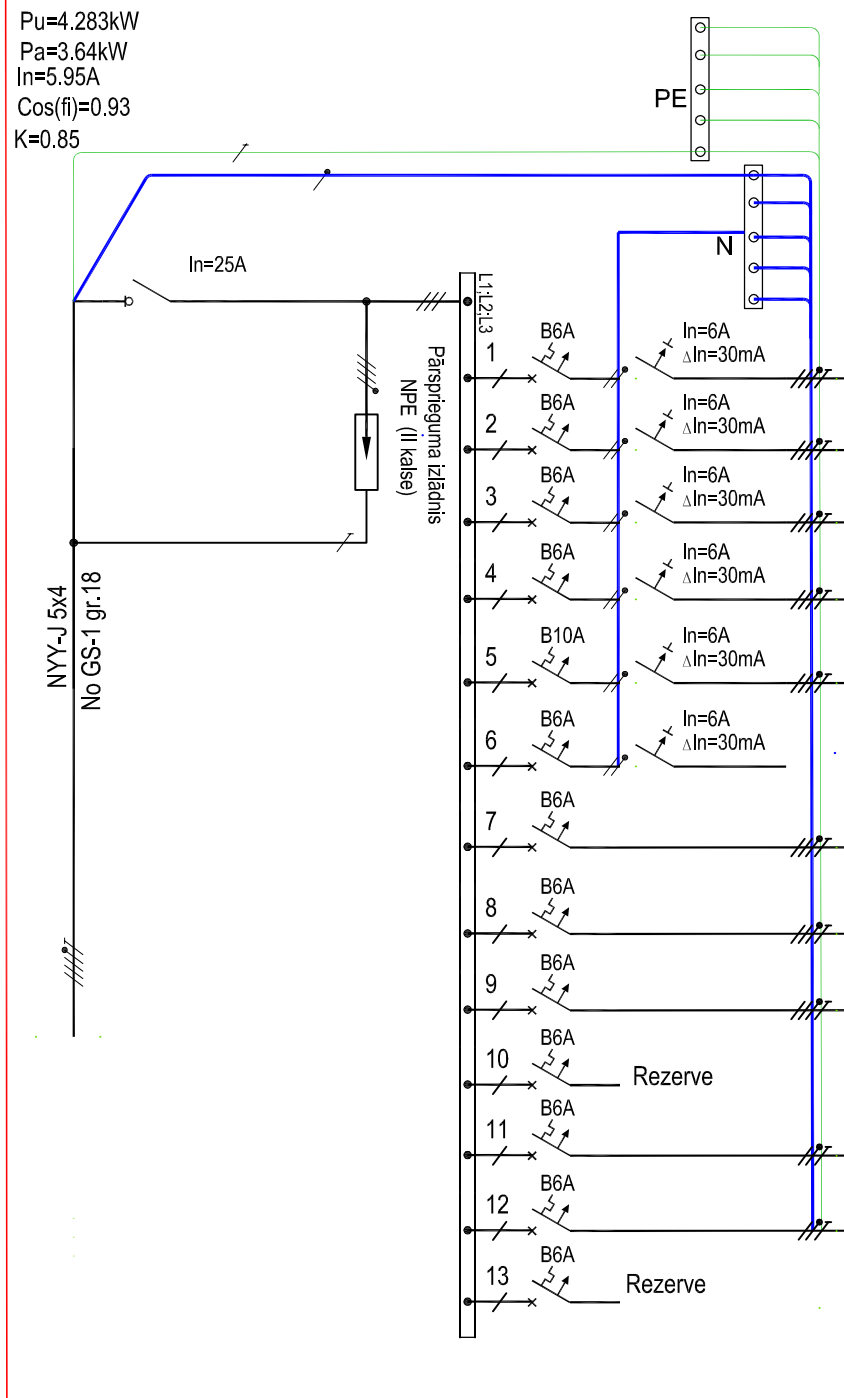 Pu=4.283kW
Pa=3.64kW
In=5.95A
Cos(fi)=0.93
K=0.85
PE
N
In=25A
L1;L2;L3
Pārsprieguma izlādnis
NPE (II kalse)
NYY-J 5x4
No GS-1 gr.18
1
B6A
In=6A
ΔIn=30mA
2
B6A
In=6A
ΔIn=30mA
3
B6A
In=6A
ΔIn=30mA
4
B6A
In=6A
ΔIn=30mA
5
B10A
In=6A
ΔIn=30mA
6
B6A
In=6A
ΔIn=30mA
7
B6A
8
B6A
9
B6A
10
B6A
Rezerve
11
B6A
12
B6A
13
B6A
Rezerve